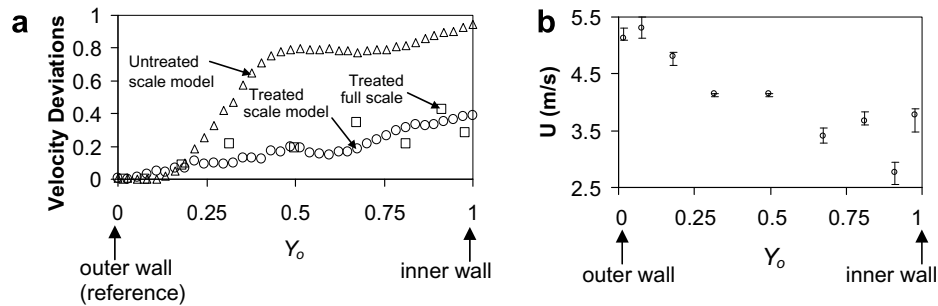 a
Velocity Deviations
1
0.8
0.6
0.4
0.2
0
Untreated
scale model
Treated
scale model
Treated
full scale
0
0.25
0.5
0.75
1
Yo
outer wall
(reference)
inner wall
b
U (m/s)
5.5
4.5
3.5
2.5
0
0.25
0.5
0.75
1
Yo
outer wall
inner wall